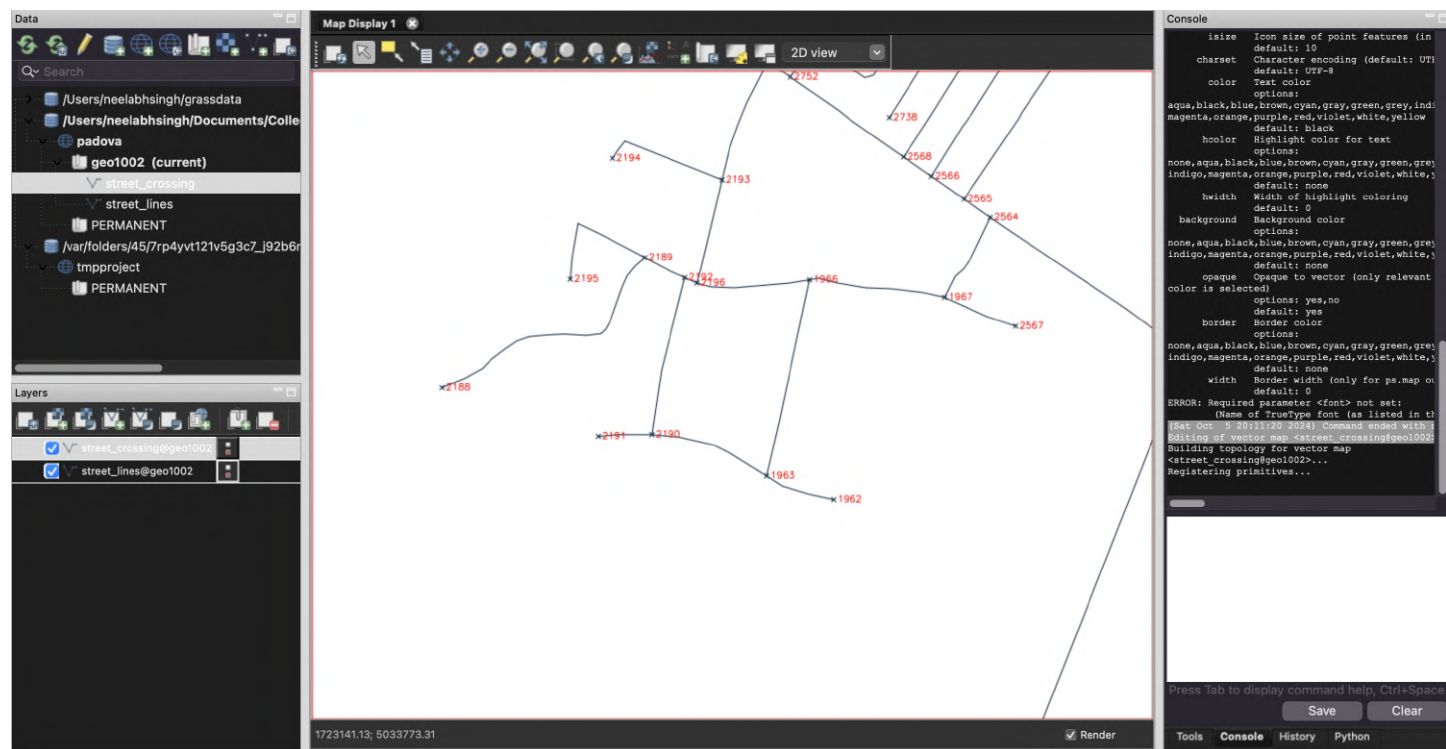 Data
Search
/Users/neelabhsingh/grassdata
/Users/neelabhsingh/Documents/Colle
padova
geo1002 (current)
street_crossing
street_lines
PERMANENT
/var/folders/45/7rp4yvt121v5g3c7_j92b6r
tmpproject
PERMANENT
Layers
street_crossing@geo1002
street_lines@geo1002
Map Display 1
2D view
2752
2738
2194
2568
2193
2566
2565
2564
2189
2195
2192
2196
1966
1967
2567
2188
2191
2190
1963
1962
1723141.13; 5033773.31
Render
Console
isize Icon size of point features (in
default: 10
charset Character encoding (default: UTF
default: UTF-8
color Text color
options:
aqua,black,blue,brown,cyan,gray,green,grey,indi
magenta,orange,purple,red,violet,white,yellow
default: black
hcolor Highlight color for text
options:
none,aqua,black,blue,brown,cyan,gray,green,grey
indigo,magenta,orange,purple,red,violet,white,y
default: none
hwidth Width of highlight coloring
default: 0
background Background color
options:
none,aqua,black,blue,brown,cyan,gray,green,grey
indigo,magenta,orange,purple,red,violet,white,y
default: none
opaque Opaque to vector (only relevant
color is selected)
options: yes,no
default: yes
border Border color
options:
none,aqua,black,blue,brown,cyan,gray,green,grey
indigo,magenta,orange,purple,red,violet,white,y
default: none
width Border width (only for ps.map ou
default: 0
ERROR: Required parameter <font> not set:
(Name of TrueType font (as listed in th
(Sat Oct 5 20:11:20 2024) Command ended with
Editing of vector map <street_crossing@geo1002>
Building topology for vector map
<street_crossing@geo1002>...
Registering primitives...
Press Tab to display command help, Ctrl+Space
Save
Clear
Tools
Console
History
Python